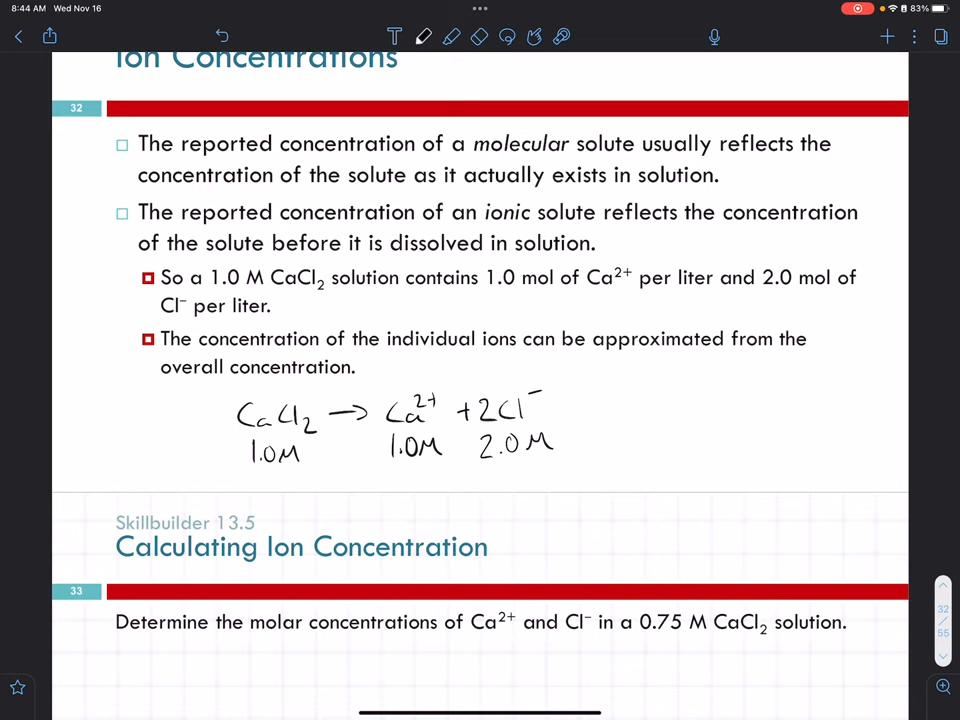 8:44 AM Wed Nov 16
83%
Ion Concentrations
32
The reported concentration of a molecular solute usually reflects the
concentration of the solute as it actually exists in solution.
The reported concentration of an ionic solute reflects the concentration
of the solute before it is dissolved in solution.
So a 1.0 M CaCl₂ solution contains 1.0 mol of Ca²⁺ per liter and 2.0 mol of
Cl⁻ per liter.
The concentration of the individual ions can be approximated from the
overall concentration.
CaCl₂ → Ca²⁺ + 2Cl⁻
1.0M 1.0M 2.0M
Skillbuilder 13.5
Calculating Ion Concentration
33
Determine the molar concentrations of Ca²⁺ and Cl⁻ in a 0.75 M CaCl₂ solution.
32
/
55